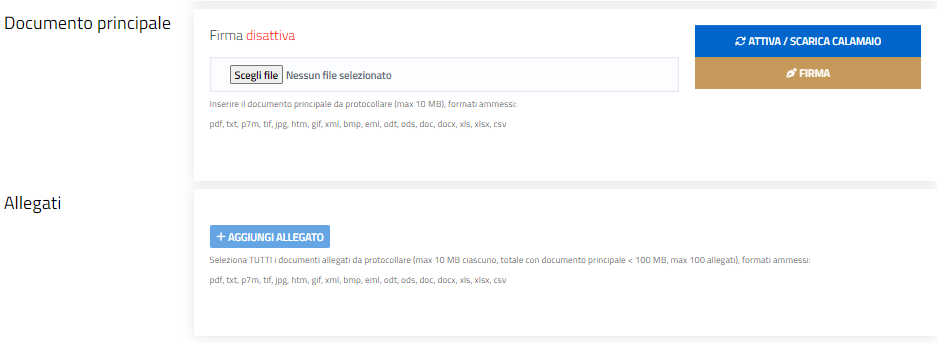 Documento principale
Firma disattiva
ATTIVA / SCARICA CALAMAIO
Scegli file Nessun file selezionato
FIRMA
Inserire il documento principale da protocollare (max 10 MB), formati ammessi:
pdf, txt, p7m, tif, jpg, htm, gif, xml, bmp, eml, odt, ods, doc, docx, xls, xlsx, csv
Allegati
+ AGGIUNGI ALLEGATO
Seleziona TUTTI i documenti allegati da protocollare (max 10 MB ciascuno, totale con documento principale < 100 MB, max 100 allegati), formati ammessi:
pdf, txt, p7m, tif, jpg, htm, gif, xml, bmp, eml, odt, ods, doc, docx, xls, xlsx, csv